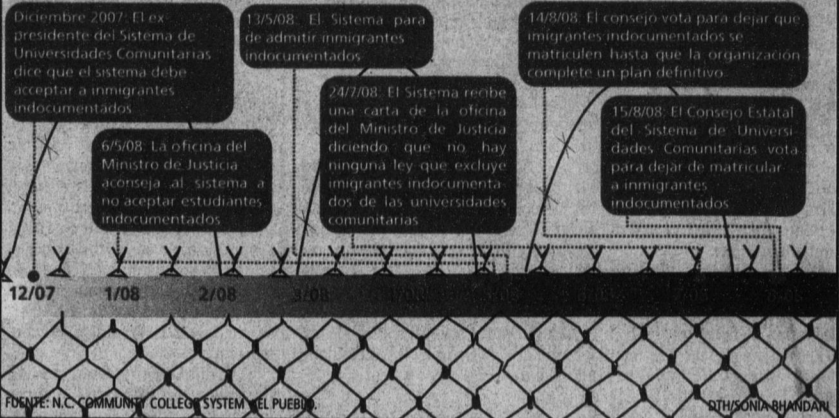 Diciembre 2007: El ex-
presidente del Sistema de
Universidades Comunitarias
dice que el sistema debe
acceptar a inmigrantes
indocumentados
6/5/08: La oficina del
Ministro de Justicia
aconseja al sistema a
no aceptar estudiantes
indocumentados
13/5/08: El Sistema para
de admitir inmigrantes
indocumentados
24/7/08: El Sistema recibe
una carta de la oficina
del Ministro de Justicia
diciendo que no hay
ninguna ley que excluye
imigrantes indocumenta-
dos de las universidades
comunitarias
14/8/08: El consejo vota para dejar que
imigrantes indocumentados se
matriculen hasta que la organización
complete un plan definitivo
15/8/08: El Consejo Estatal
del Sistema de Universi-
dades Comunitarias vota
para dejar de matricular
a inmigrantes
indocumentados
12/07 1/08 2/08 3/08
FUENTE: N.C. COMMUNITY COLLEGE SYSTEM, EL PUEBLO. DTH/SONIA BHANDARI